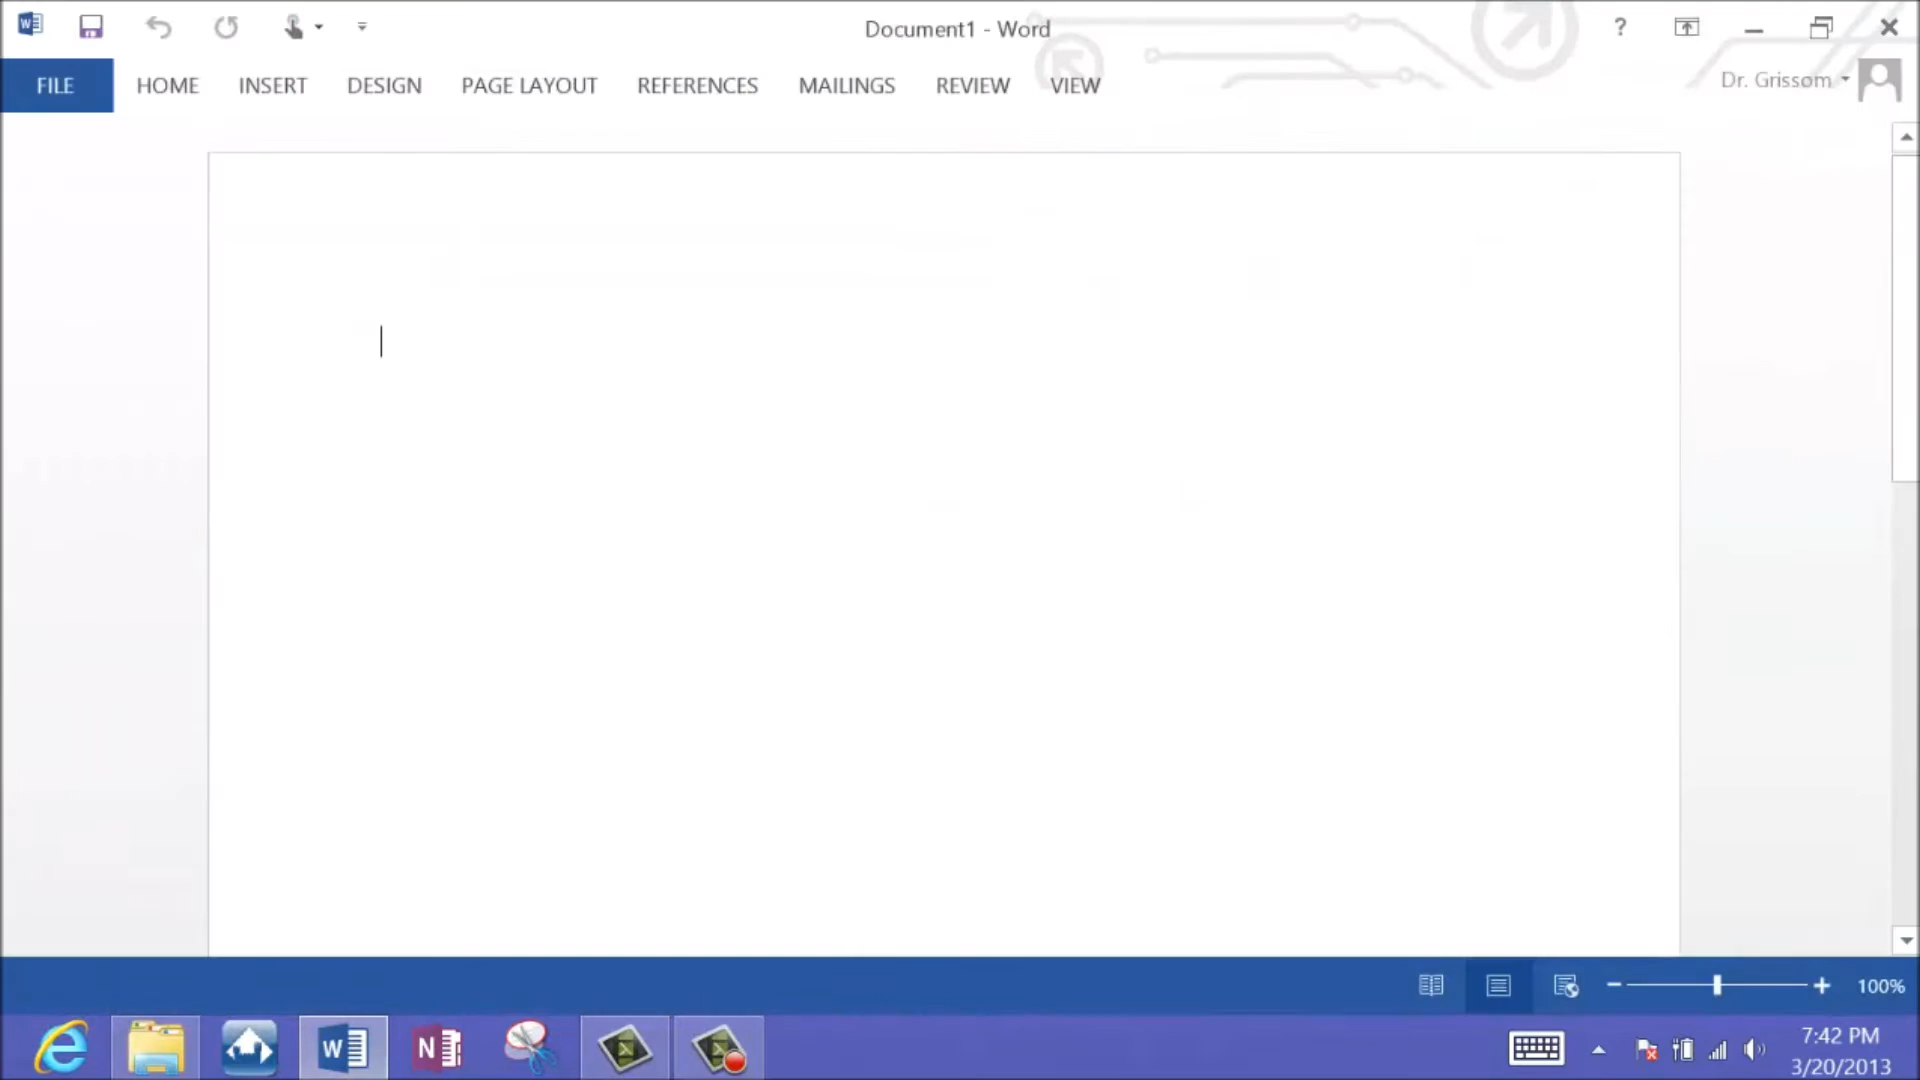 Document1 - Word
?
FILE HOME INSERT DESIGN PAGE LAYOUT REFERENCES MAILINGS REVIEW VIEW
Dr. Grissom
100%
W
N
7:42 PM
3/20/2013